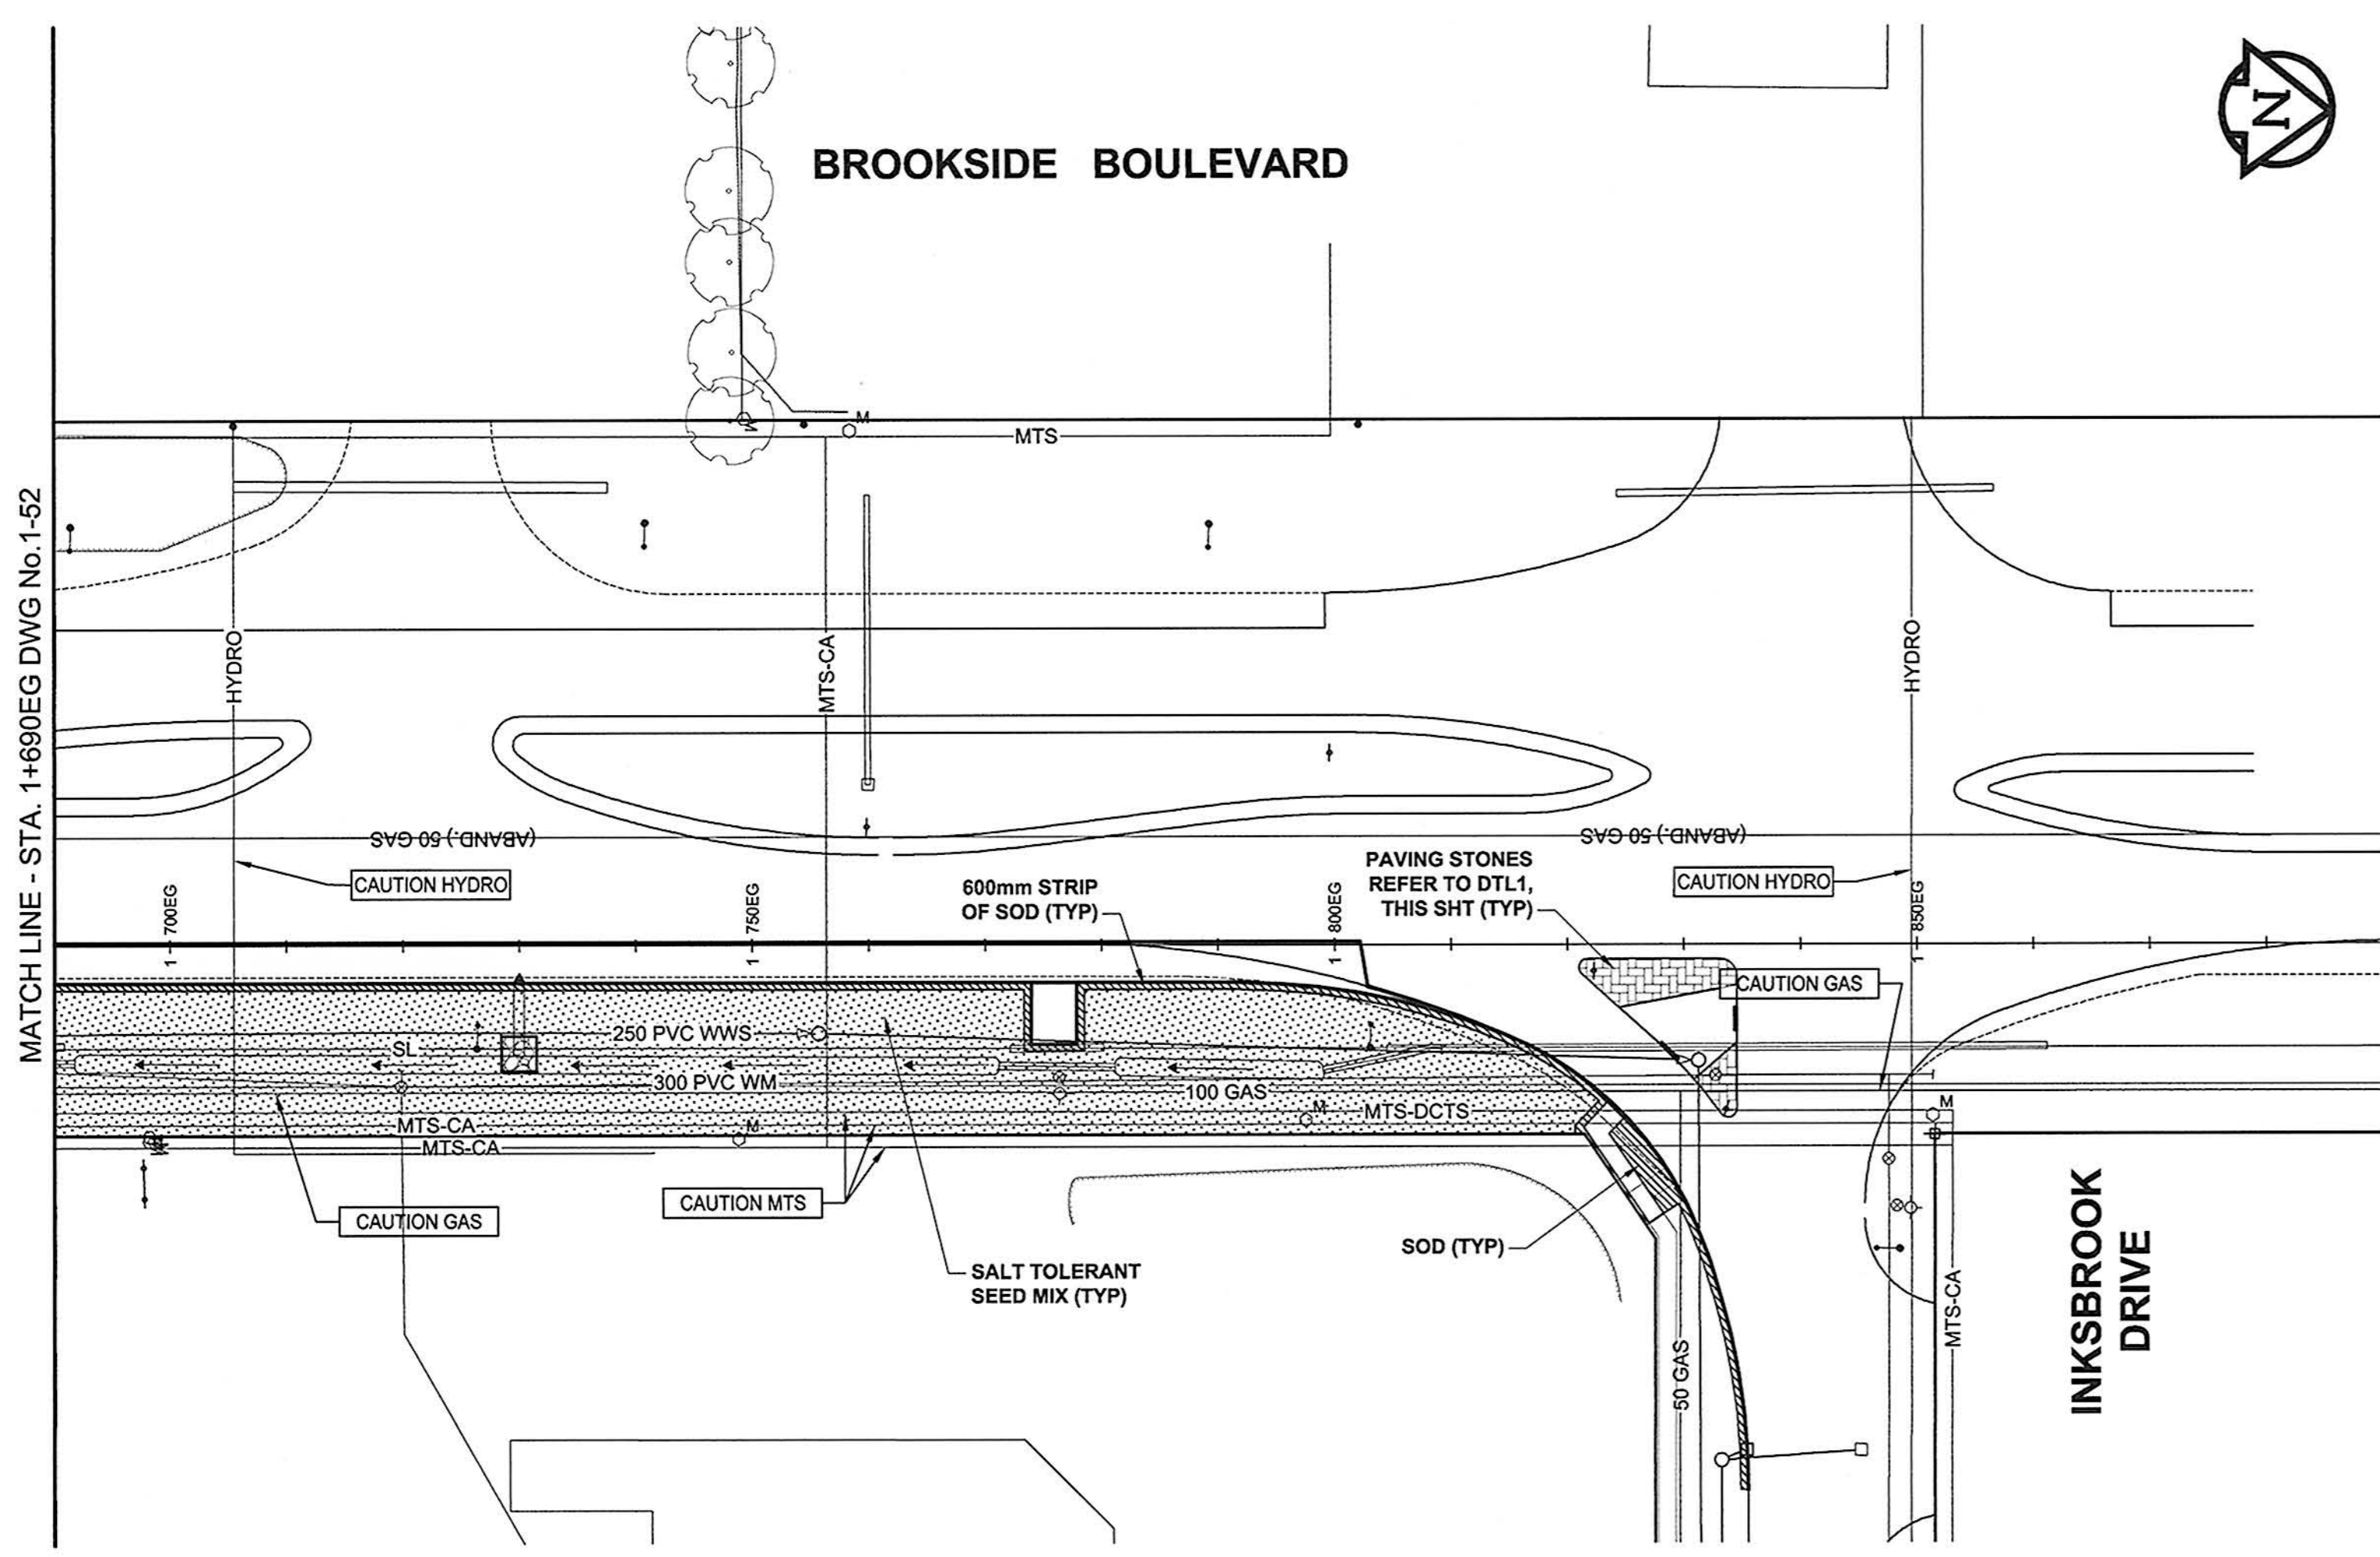 N
BROOKSIDE BOULEVARD
M
M
MTS
MATCH LINE - STA. 1+690EG DWG No.1-52
HYDRO
MTS-CA
HYDRO
(ABAND.) 50 GAS
(ABAND.) 50 GAS
CAUTION HYDRO
CAUTION HYDRO
600mm STRIP
OF SOD (TYP)
PAVING STONES
REFER TO DTL1,
THIS SHT (TYP)
1 700EG
1 750EG
1 800EG
1 850EG
CAUTION GAS
250 PVC WWS
SL
300 PVC WM
100 GAS
MTS-DCTS
M
M
M
MTS-CA
MTS-CA
CAUTION GAS
CAUTION MTS
SALT TOLERANT
SEED MIX (TYP)
SOD (TYP)
50 GAS
MTS-CA
INKSBROOK
DRIVE